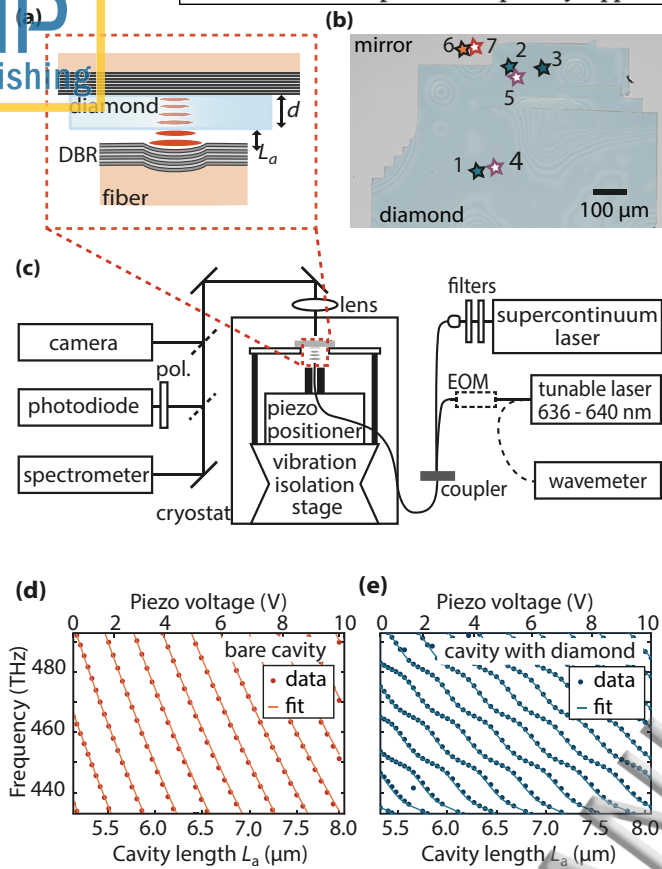 (a)
P
ishing
diamond
d
DBR
L_a
fiber
(b)
mirror
6
7
2
3
5
1
4
diamond
100 μm
(c)
lens
filters
camera
supercontinuum
laser
pol.
photodiode
EOM
tunable laser
636 - 640 nm
piezo
positioner
spectrometer
vibration
isolation
stage
coupler
wavemeter
cryostat
(d)
Piezo voltage (V)
0 2 4 6 8 10
bare cavity
data
fit
Frequency (THz)
480
460
440
5.5 6.0 6.5 7.0 7.5 8.0
Cavity length L_a (μm)
(e)
Piezo voltage (V)
0 2 4 6 8 10
cavity with diamond
data
fit
5.5 6.0 6.5 7.0 7.5 8.0
Cavity length L_a (μm)